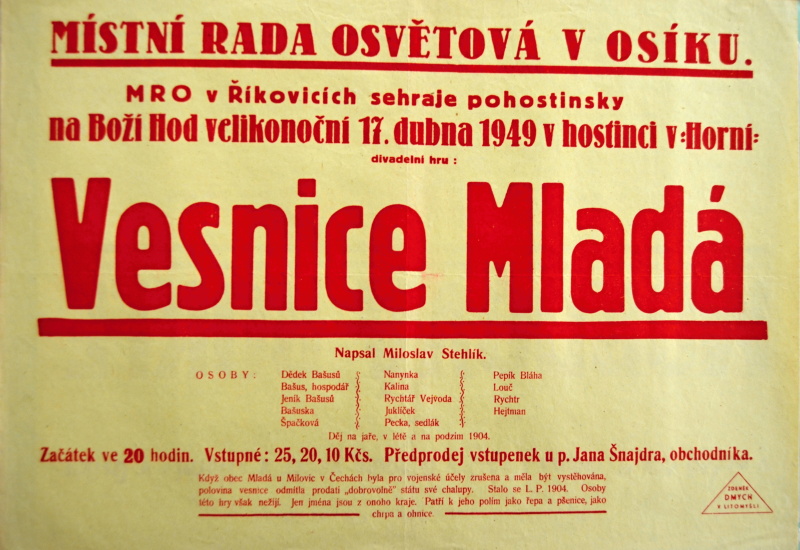 MÍSTNÍ RADA OSVĚTOVÁ V OSÍKU.
MRO v Říkovicích sehraje pohostinsky
na Boží Hod velikonoční 17. dubna 1949 v hostinci v „Horní“
divadelní hru :
Vesnice Mladá
Napsal Miloslav Stehlík.
OSOBY: Dědek Bašusů Nanynka Pepík Bláha
Bašus, hospodář Kalina Louč
Jeník Bašusů Rychtář Vejvoda Rychtr
Bašuska Juklíček Hejtman
Špačková Pecka, sedlák
Děj na jaře, v létě a na podzim 1904.
Začátek ve 20 hodin. Vstupné: 25, 20, 10 Kčs. Předprodej vstupenek u p. Jana Šnajdra, obchodníka.
Když obec Mladá u Milovic v Čechách byla pro vojenské účely zrušena a měla být vystěhována,
polovina vesnice odmítla prodati „dobrovolně“ státu své chalupy. Stalo se L. P. 1904. Osoby
této hry však nežijí. Jen jména jsou z onoho kraje. Patří k jeho polím jako řepa a pšenice, jako
chrpa a ohnice.
ZDENĚK
DMYCH
V LITOMYŠLI